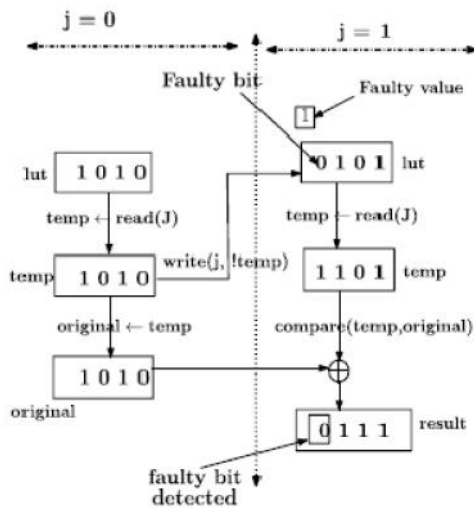 j = 0
j = 1
Faulty bit
Faulty value
1
lut 1 0 1 0
0 1 0 1 lut
temp ← read(J)
temp ← read(J)
temp 1 0 1 0
write(j, !temp)
1 1 0 1 temp
original ← temp
compare(temp,original)
1 0 1 0
original
0 1 1 1 result
faulty bit
detected